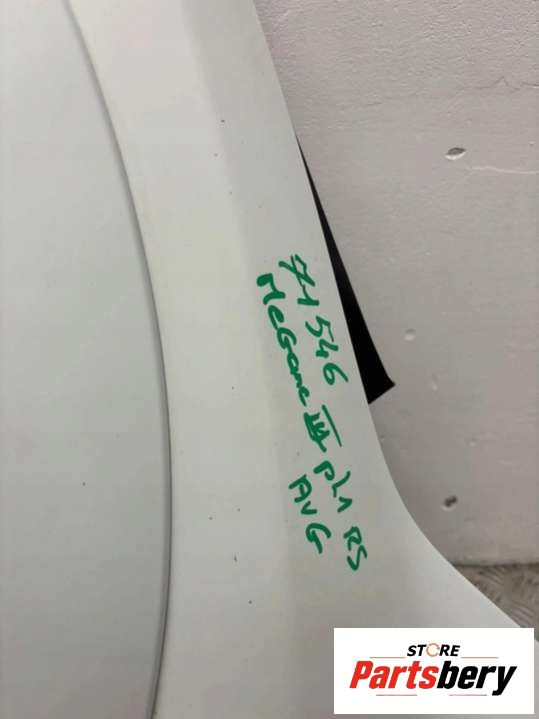 71546
MeGane III ph1 RS
AVG
STORE
Partsbery